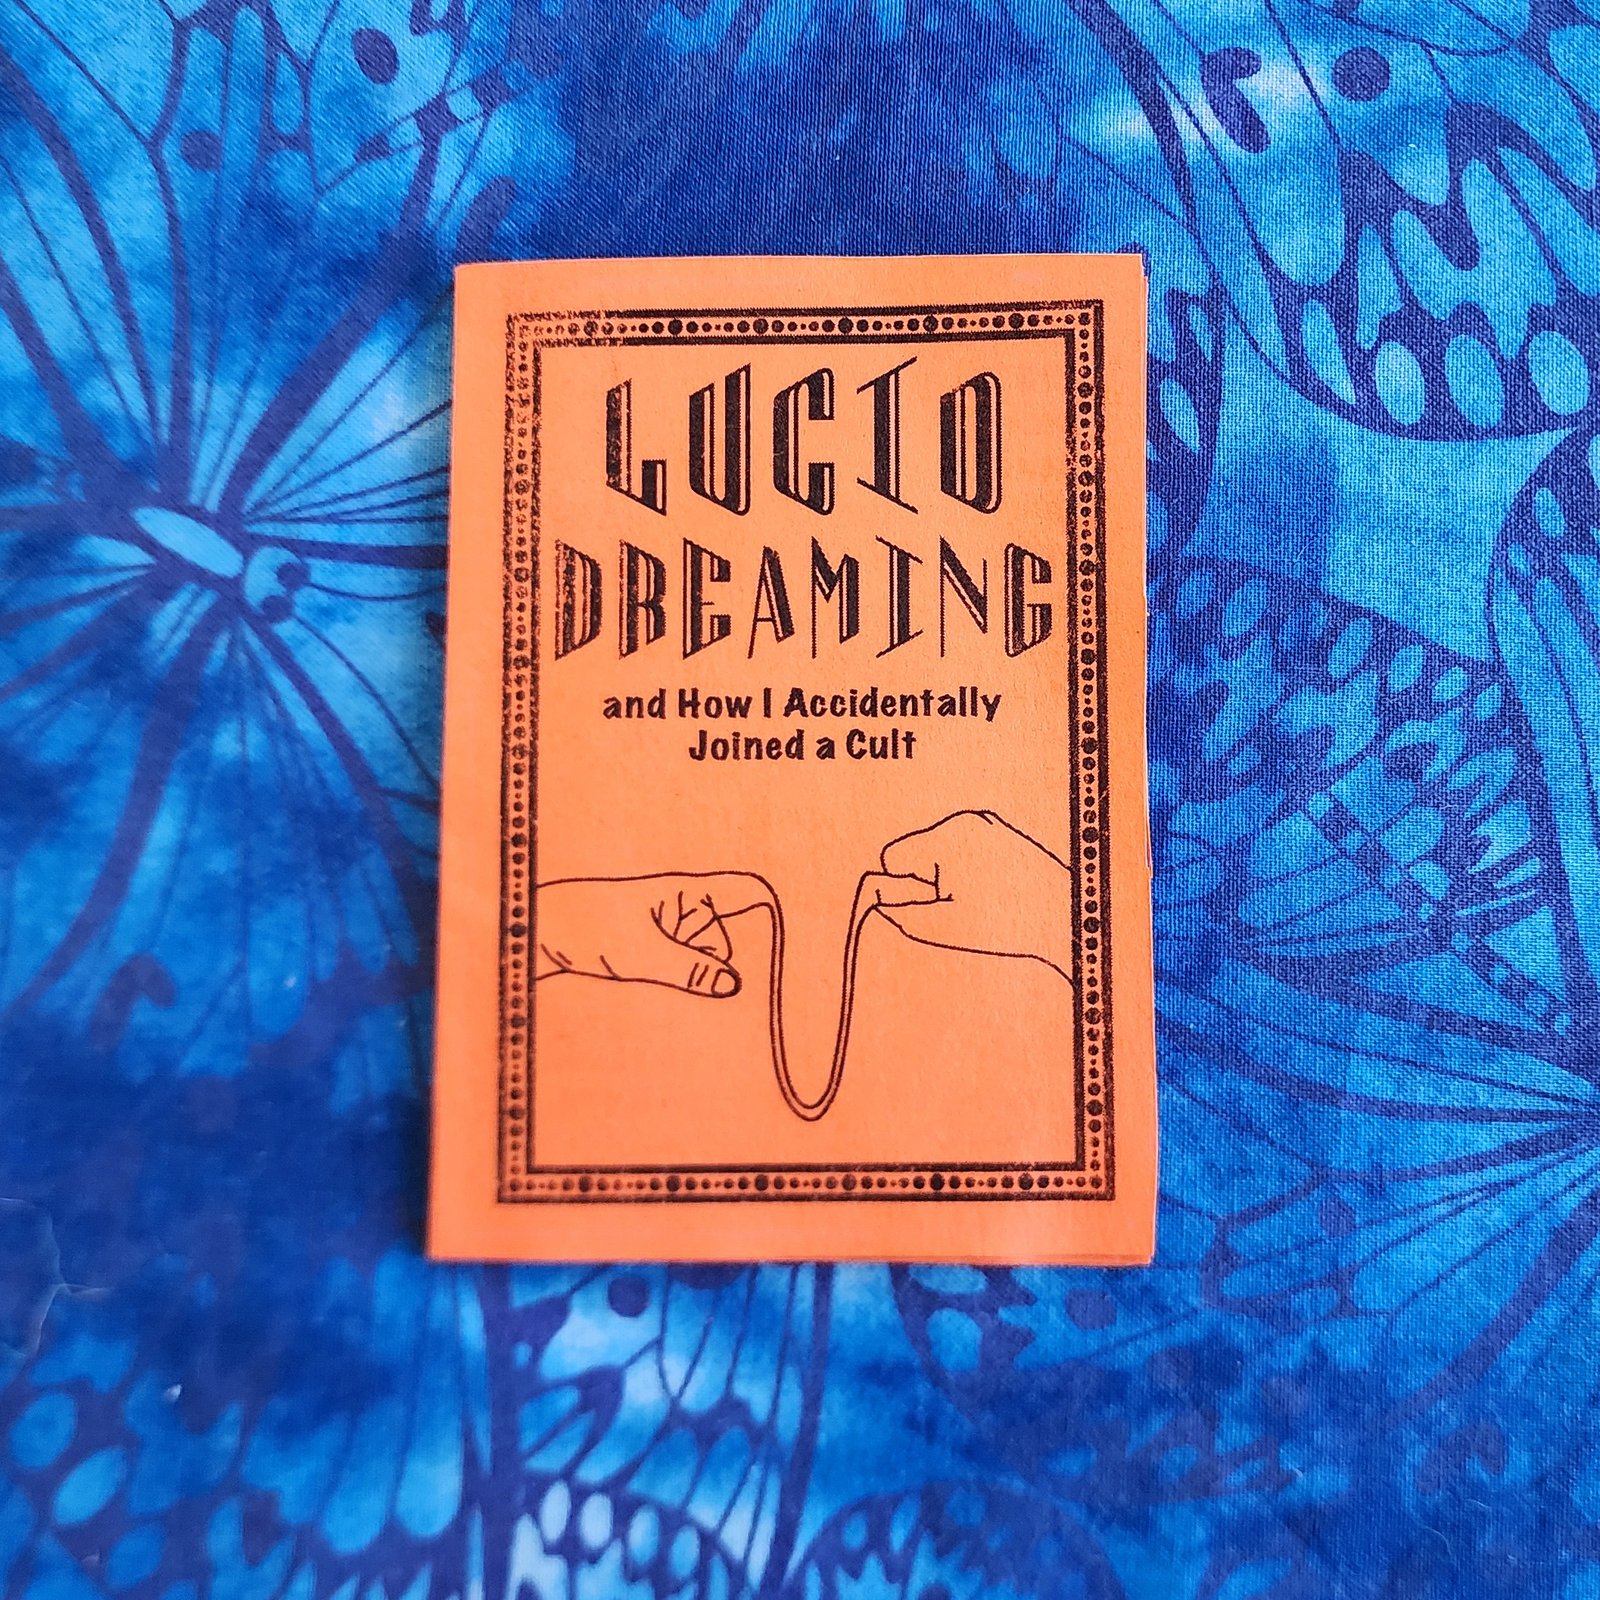 LUCID
DREAMING
and How I Accidentally
Joined a Cult